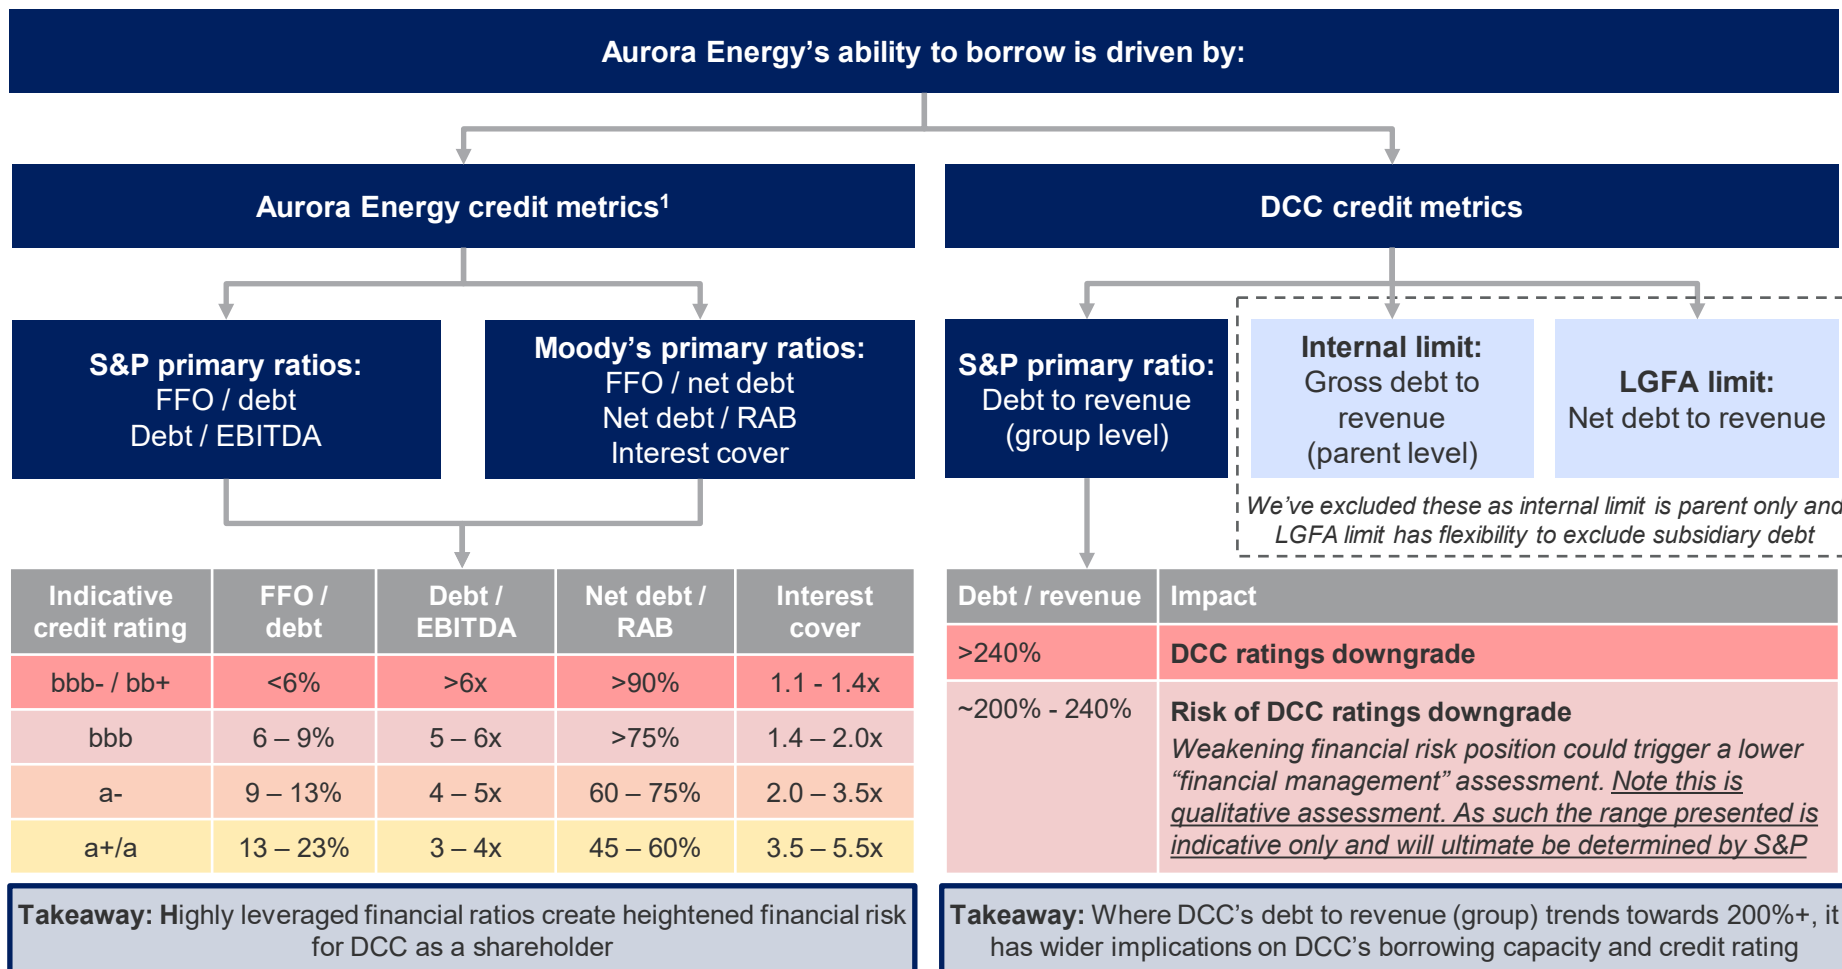 Aurora Energy’s ability to borrow is driven by:
Aurora Energy credit metrics¹
DCC credit metrics
S&P primary ratios:
FFO / debt
Debt / EBITDA
Moody’s primary ratios:
FFO / net debt
Net debt / RAB
Interest cover
S&P primary ratio:
Debt to revenue
(group level)
Internal limit:
Gross debt to
revenue
(parent level)
LGFA limit:
Net debt to revenue
We’ve excluded these as internal limit is parent only and
LGFA limit has flexibility to exclude subsidiary debt
Indicative
credit rating
FFO /
debt
Debt /
EBITDA
Net debt /
RAB
Interest
cover
bbb- / bb+ <6% >6x >90% 1.1 - 1.4x
bbb 6 – 9% 5 – 6x >75% 1.4 – 2.0x
a- 9 – 13% 4 – 5x 60 – 75% 2.0 – 3.5x
a+/a 13 – 23% 3 – 4x 45 – 60% 3.5 – 5.5x
Takeaway: Highly leveraged financial ratios create heightened financial risk
for DCC as a shareholder
Debt / revenue Impact
>240% DCC ratings downgrade
~200% - 240% Risk of DCC ratings downgrade
Weakening financial risk position could trigger a lower
“financial management” assessment. Note this is
qualitative assessment. As such the range presented is
indicative only and will ultimate be determined by S&P
Takeaway: Where DCC’s debt to revenue (group) trends towards 200%+, it
has wider implications on DCC’s borrowing capacity and credit rating